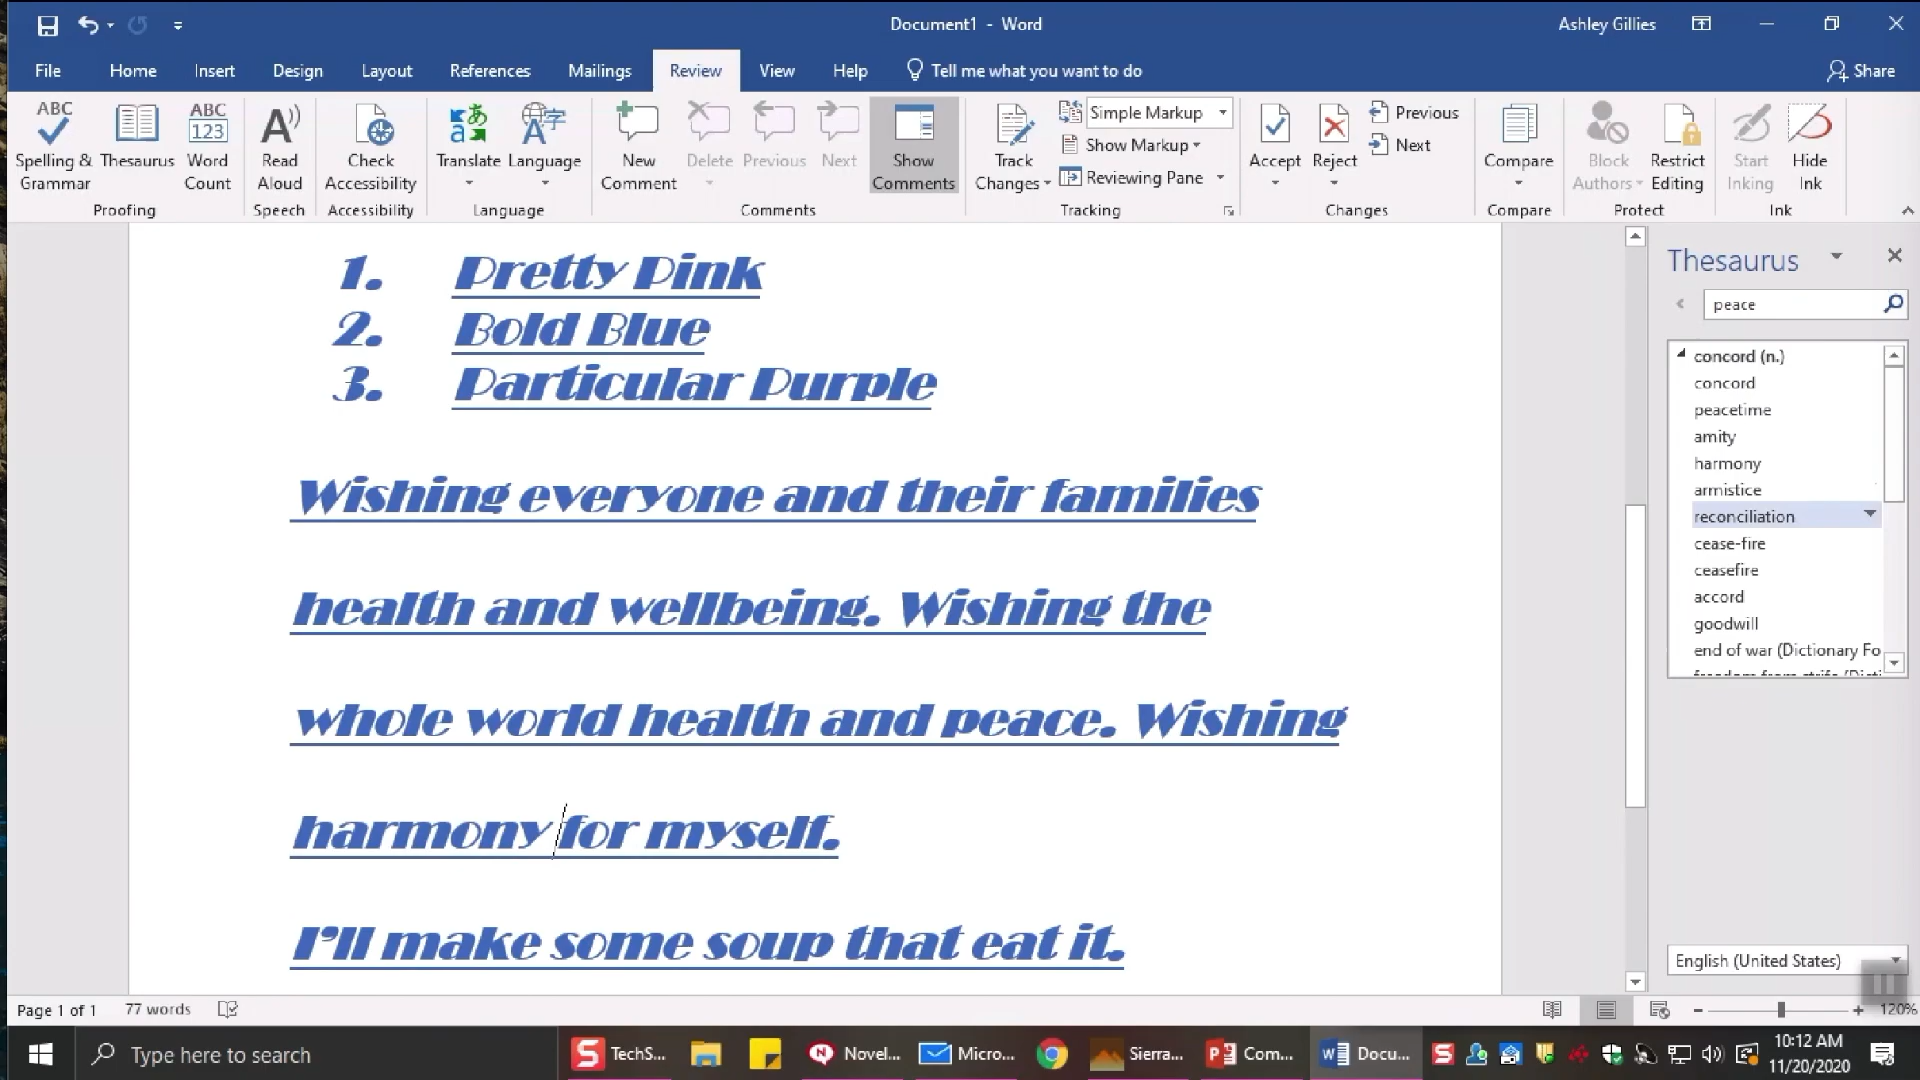 Document1 - Word
Ashley Gillies
File Home Insert Design Layout References Mailings Review View Help Tell me what you want to do Share
ABC Spelling & Grammar
Thesaurus
ABC 123 Word Count
Proofing
A Read Aloud
Speech
Check Accessibility
Accessibility
Translate
Language
Language
New Comment
Delete
Previous
Next
Show Comments
Comments
Track Changes
Simple Markup
Show Markup
Reviewing Pane
Tracking
Accept
Reject
Previous
Next
Changes
Compare
Compare
Block Authors
Restrict Editing
Protect
Start Inking
Hide Ink
Ink
1. Pretty Pink
2. Bold Blue
3. Particular Purple
Wishing everyone and their families
health and wellbeing. Wishing the
whole world health and peace. Wishing
harmony for myself.
I'll make some soup that eat it.
Thesaurus
peace
concord (n.)
concord
peacetime
amity
harmony
armistice
reconciliation
cease-fire
ceasefire
accord
goodwill
end of war (Dictionary Fo
English (United States)
Page 1 of 1 77 words
120%
Type here to search
TechS...
Novel...
Micro...
Sierra...
Com...
Docu...
10:12 AM
11/20/2020